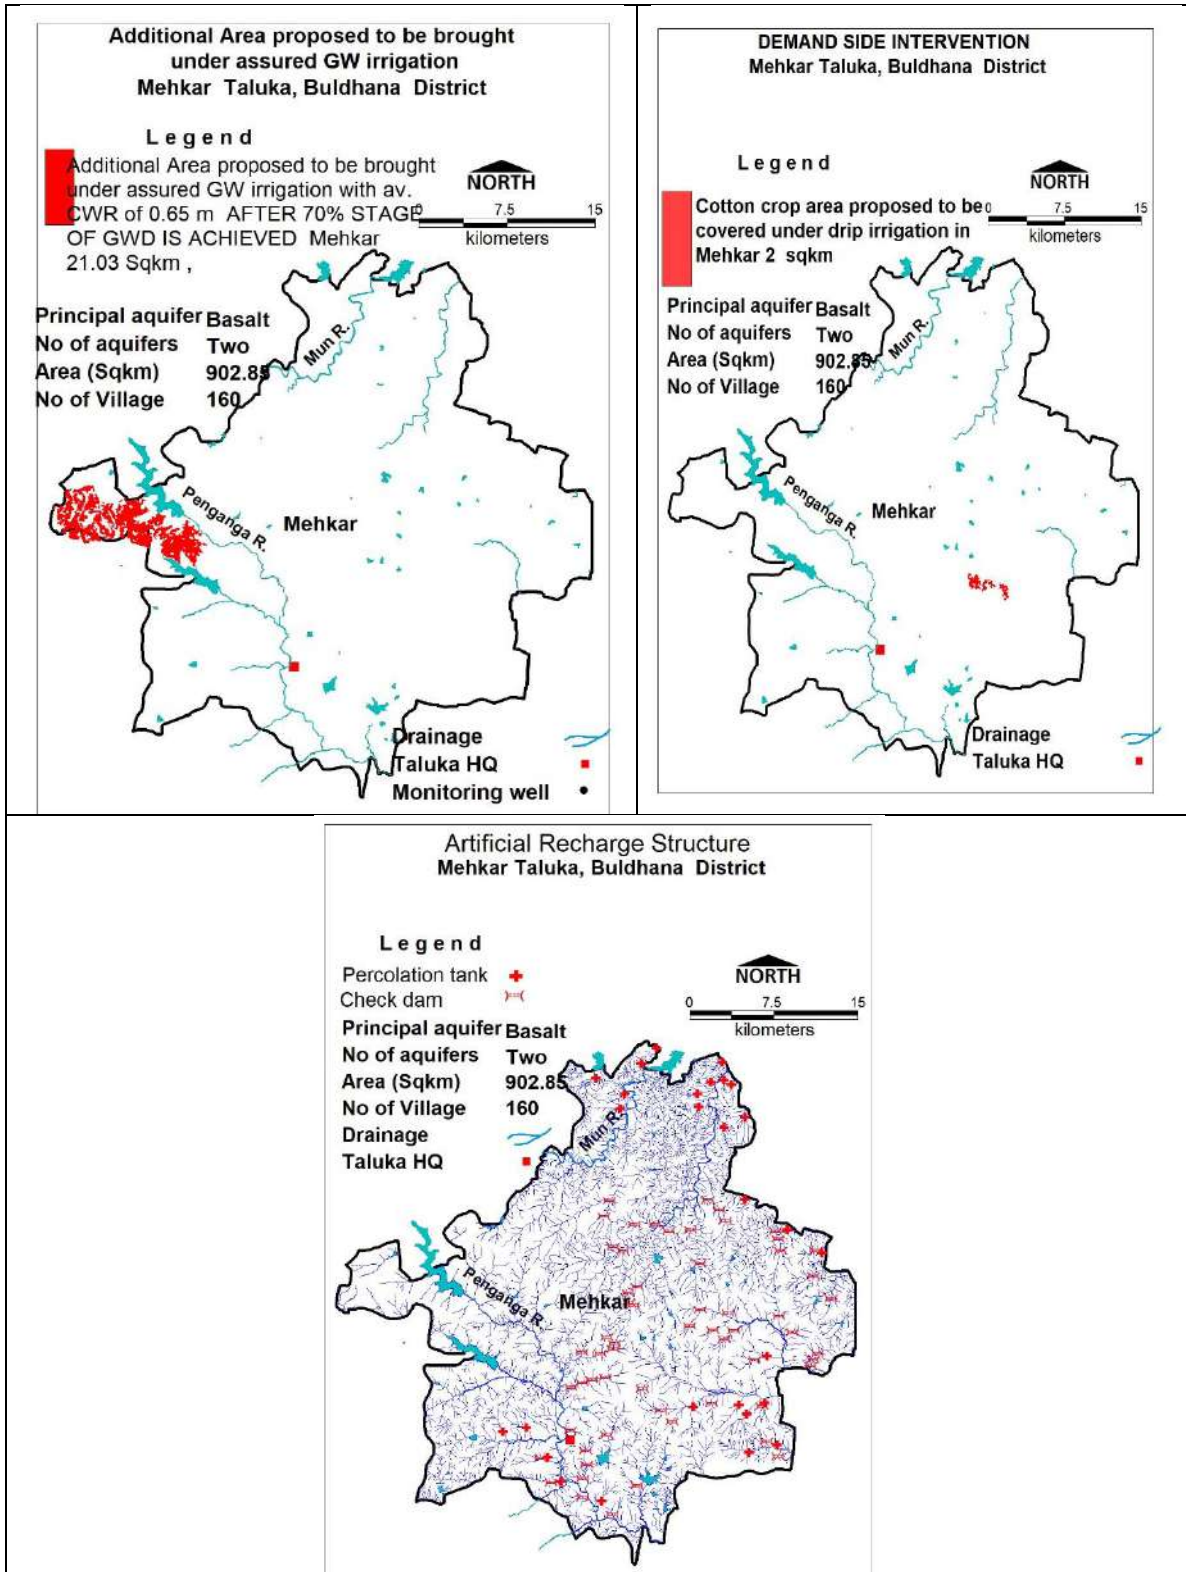 Additional Area proposed to be brought
under assured GW irrigation
Mehkar Taluka, Buldhana District
Legend
Additional Area proposed to be brought
under assured GW irrigation with av.
CWR of 0.65 m AFTER 70% STAGE
OF GWD IS ACHIEVED Mehkar
21.03 Sqkm ,
NORTH
0 7.5 15
kilometers
Principal aquifer Basalt
No of aquifers Two
Area (Sqkm) 902.85
No of Village 160
Mun R.
Penganga R.
Mehkar
Drainage
Taluka HQ
Monitoring well
DEMAND SIDE INTERVENTION
Mehkar Taluka, Buldhana District
Legend
Cotton crop area proposed to be
covered under drip irrigation in
Mehkar 2 sqkm
NORTH
0 7.5 15
kilometers
Principal aquifer Basalt
No of aquifers Two
Area (Sqkm) 902.85
No of Village 160
Mun R.
Penganga R.
Mehkar
Drainage
Taluka HQ
Artificial Recharge Structure
Mehkar Taluka, Buldhana District
Legend
Percolation tank
Check dam
NORTH
0 7.5 15
kilometers
Principal aquifer Basalt
No of aquifers Two
Area (Sqkm) 902.85
No of Village 160
Drainage
Taluka HQ
Mun R.
Penganga R.
Mehkar